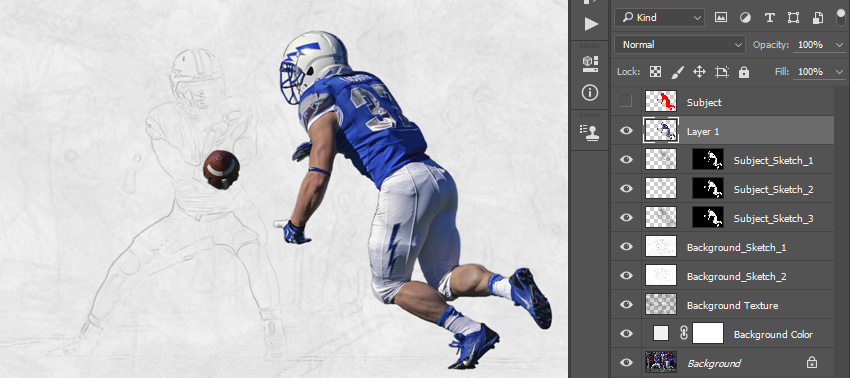 Kind
Normal
Opacity: 100%
Lock:
Fill: 100%
Subject
Layer 1
Subject_Sketch_1
Subject_Sketch_2
Subject_Sketch_3
Background_Sketch_1
Background_Sketch_2
Background Texture
Background Color
Background